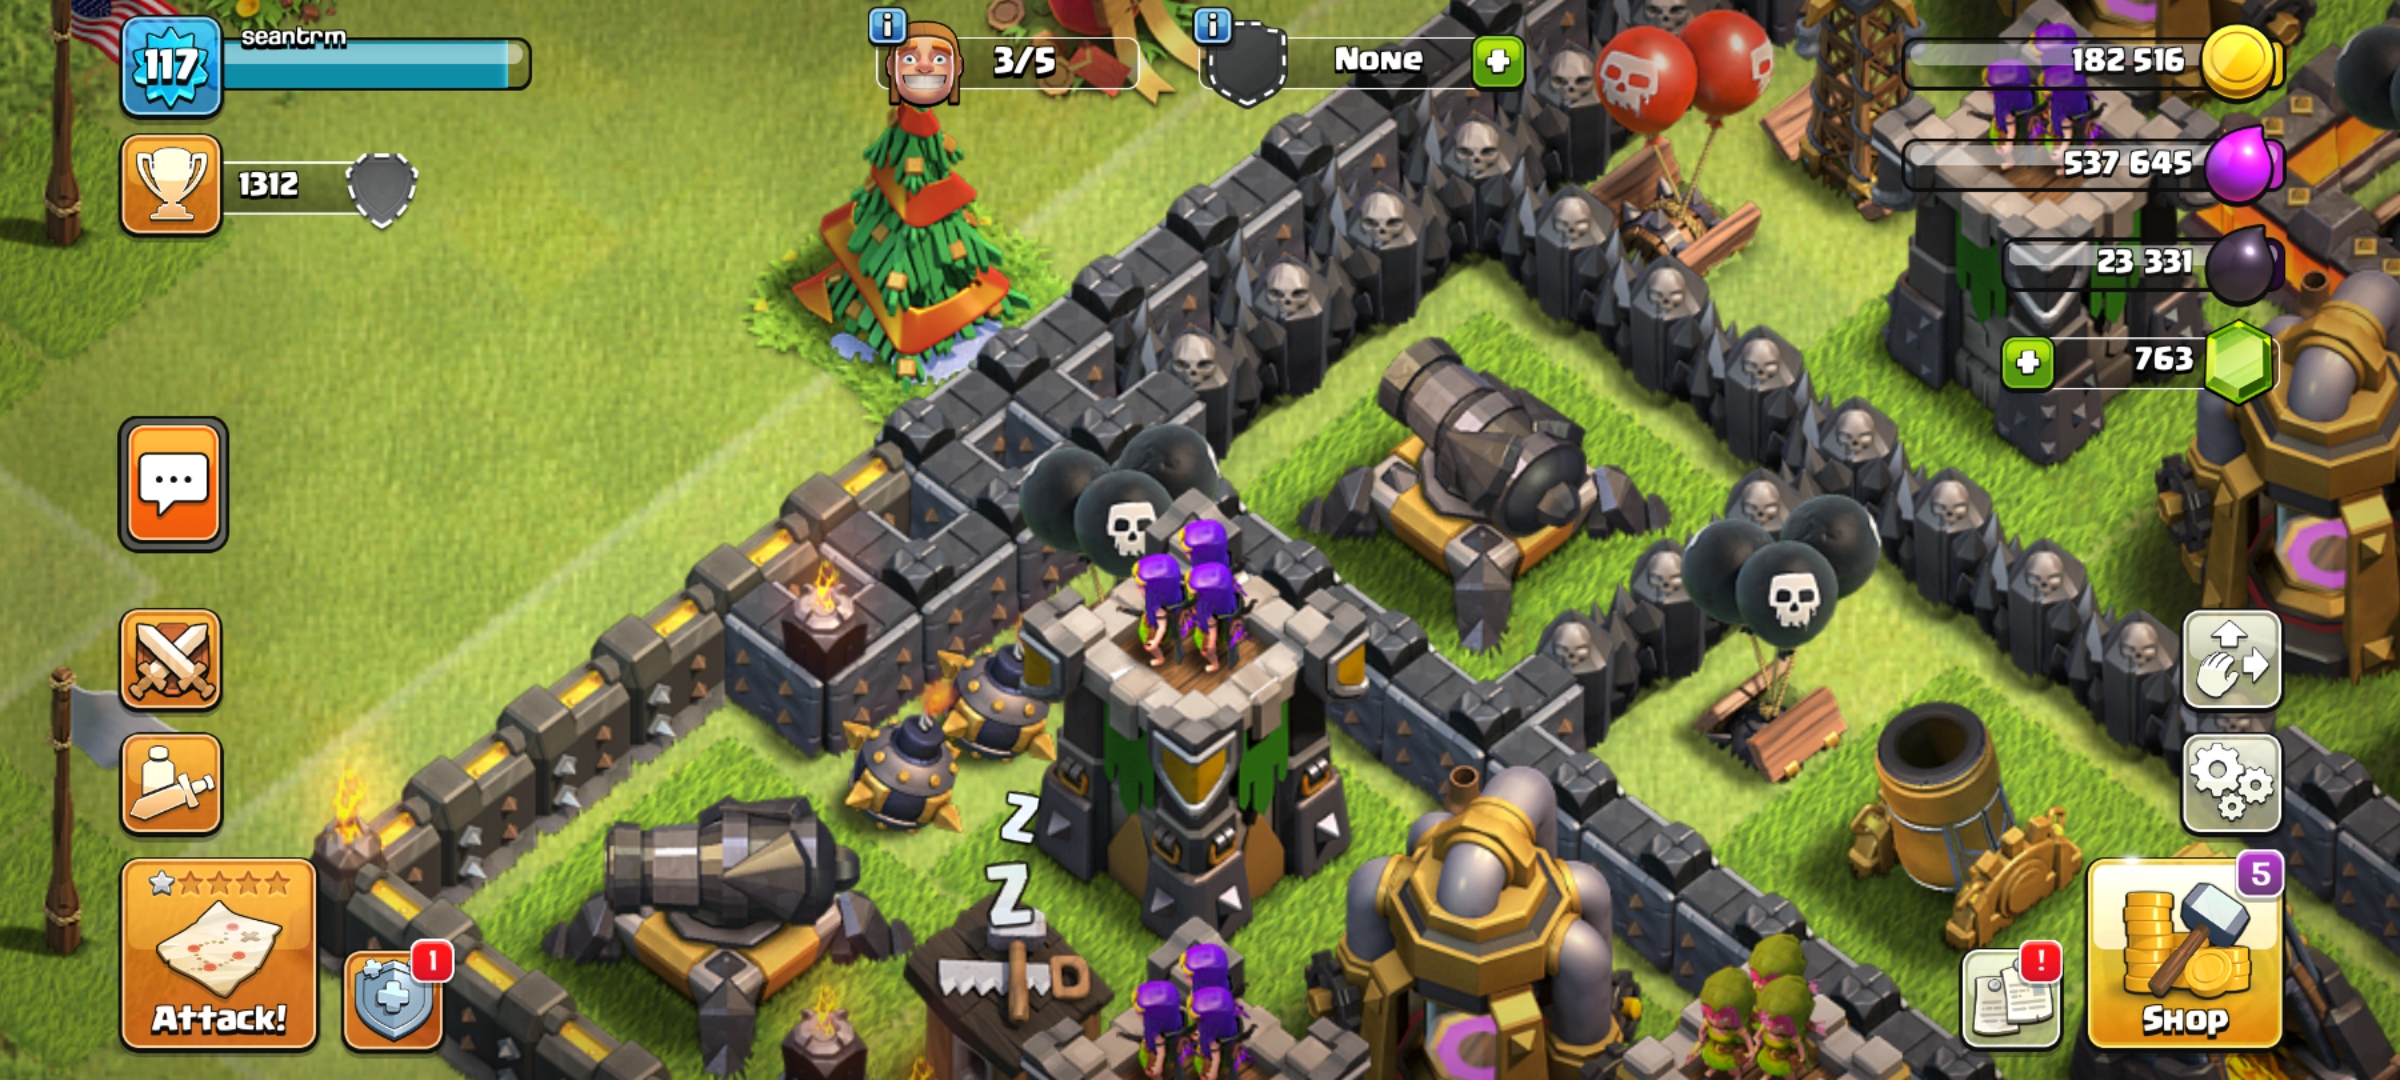 117
seantrm
i
3/5
i
None
182 516
1312
537 645
23 331
763
z
Z
5
1
!
Attack!
Shop